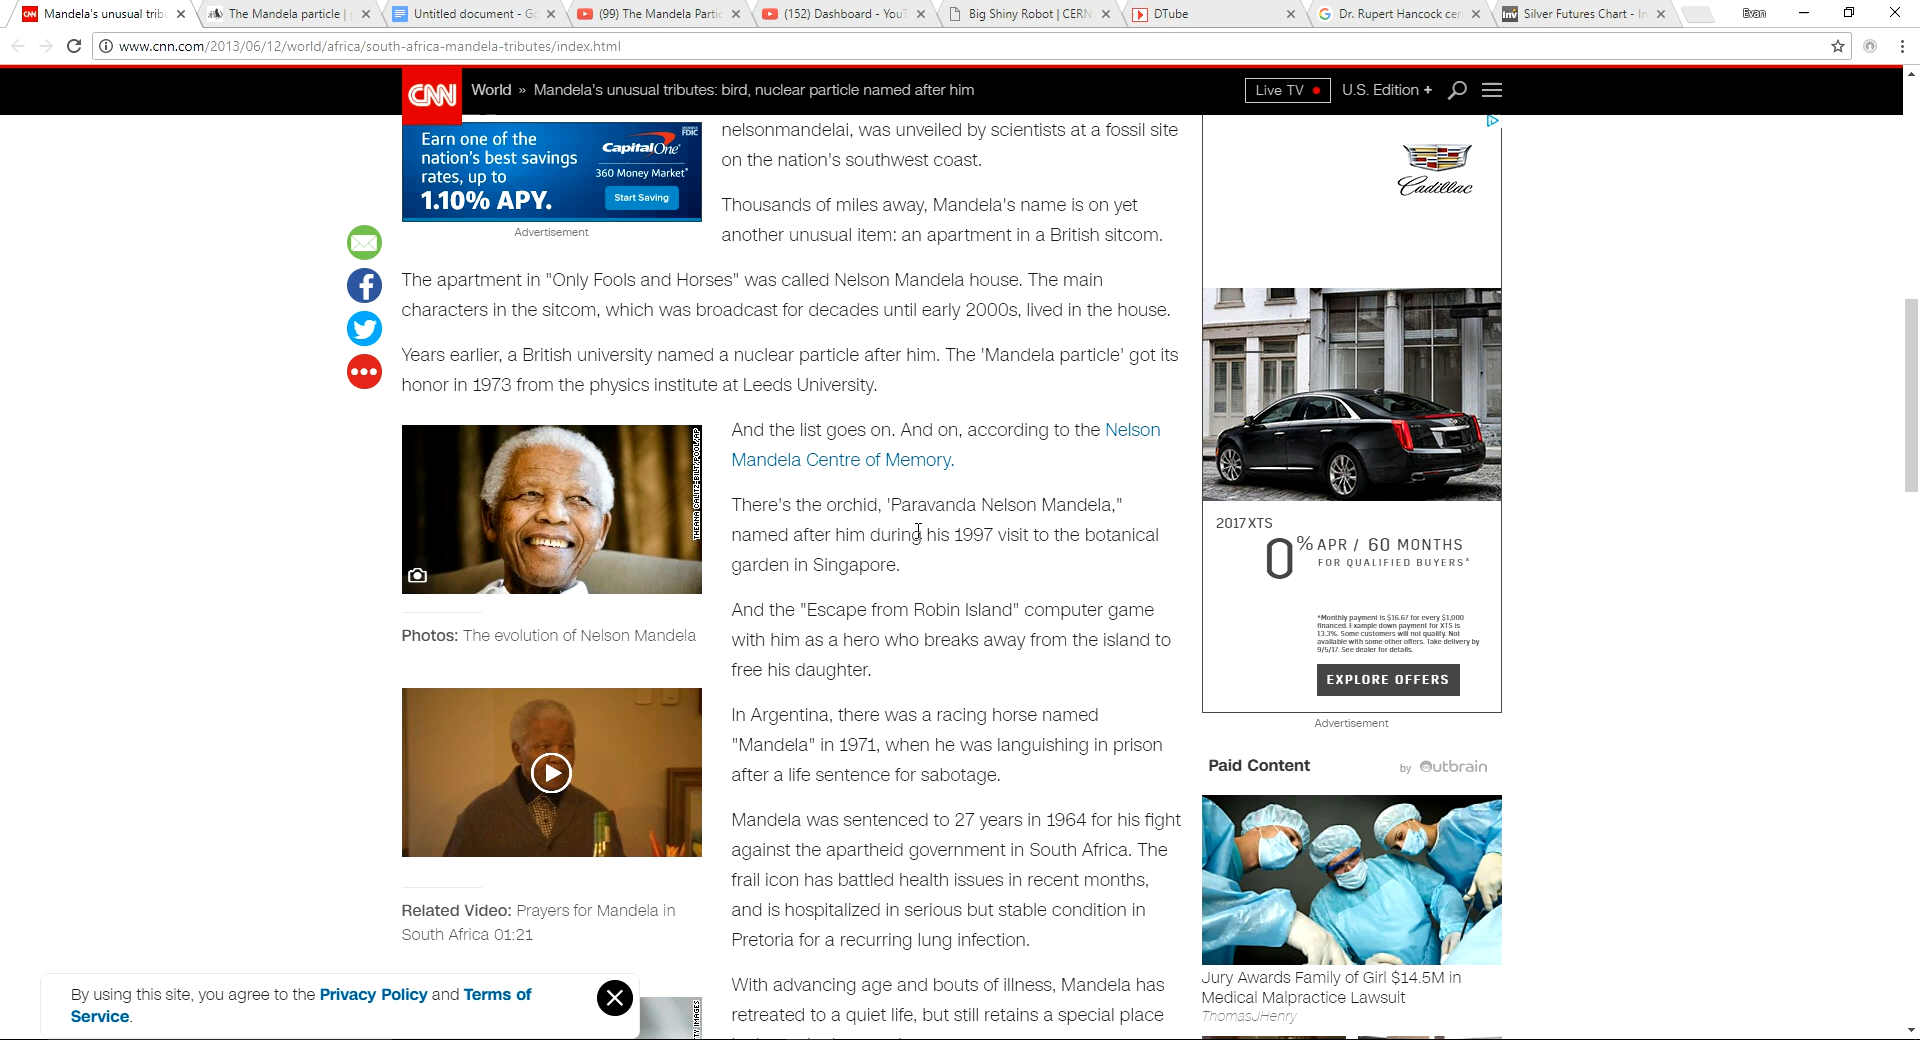 Mandela's unusual trib
The Mandela particle |
Untitled document - Go
(99) The Mandela Partic
(152) Dashboard - YouT
Big Shiny Robot | CERN
DTube
Dr. Rupert Hancock cer
Silver Futures Chart - In
Evan
www.cnn.com/2013/06/12/world/africa/south-africa-mandela-tributes/index.html
CNN
World » Mandela's unusual tributes: bird, nuclear particle named after him
Live TV
U.S. Edition +
Earn one of the
nation's best savings
rates, up to
1.10% APY.
Capital One
MEMBER
FDIC
360 Money Market
Start Saving
Advertisement
nelsonmandelai, was unveiled by scientists at a fossil site
on the nation's southwest coast.
Thousands of miles away, Mandela's name is on yet
another unusual item: an apartment in a British sitcom.
The apartment in "Only Fools and Horses" was called Nelson Mandela house. The main
characters in the sitcom, which was broadcast for decades until early 2000s, lived in the house.
Years earlier, a British university named a nuclear particle after him. The 'Mandela particle' got its
honor in 1973 from the physics institute at Leeds University.
And the list goes on. And on, according to the Nelson
Mandela Centre of Memory.
There's the orchid, 'Paravanda Nelson Mandela,"
named after him during his 1997 visit to the botanical
garden in Singapore.
And the "Escape from Robin Island" computer game
with him as a hero who breaks away from the island to
free his daughter.
In Argentina, there was a racing horse named
"Mandela" in 1971, when he was languishing in prison
after a life sentence for sabotage.
Mandela was sentenced to 27 years in 1964 for his fight
against the apartheid government in South Africa. The
frail icon has battled health issues in recent months,
and is hospitalized in serious but stable condition in
Pretoria for a recurring lung infection.
With advancing age and bouts of illness, Mandela has
retreated to a quiet life, but still retains a special place
THEANA CALITZ-BILT/POOL/AP
Photos: The evolution of Nelson Mandela
Related Video: Prayers for Mandela in
South Africa 01:21
By using this site, you agree to the Privacy Policy and Terms of
Service.
Cadillac
2017 XTS
0% APR / 60 MONTHS
FOR QUALIFIED BUYERS*
*Monthly payment is $16.67 for every $1,000
financed. Example down payment for XTS is
13.3%. Some customers will not qualify. Not
available with some other offers. Take delivery by
9/5/17. See dealer for details.
EXPLORE OFFERS
Advertisement
Paid Content
by Outbrain
Jury Awards Family of Girl $14.5M in
Medical Malpractice Lawsuit
ThomasJHenry